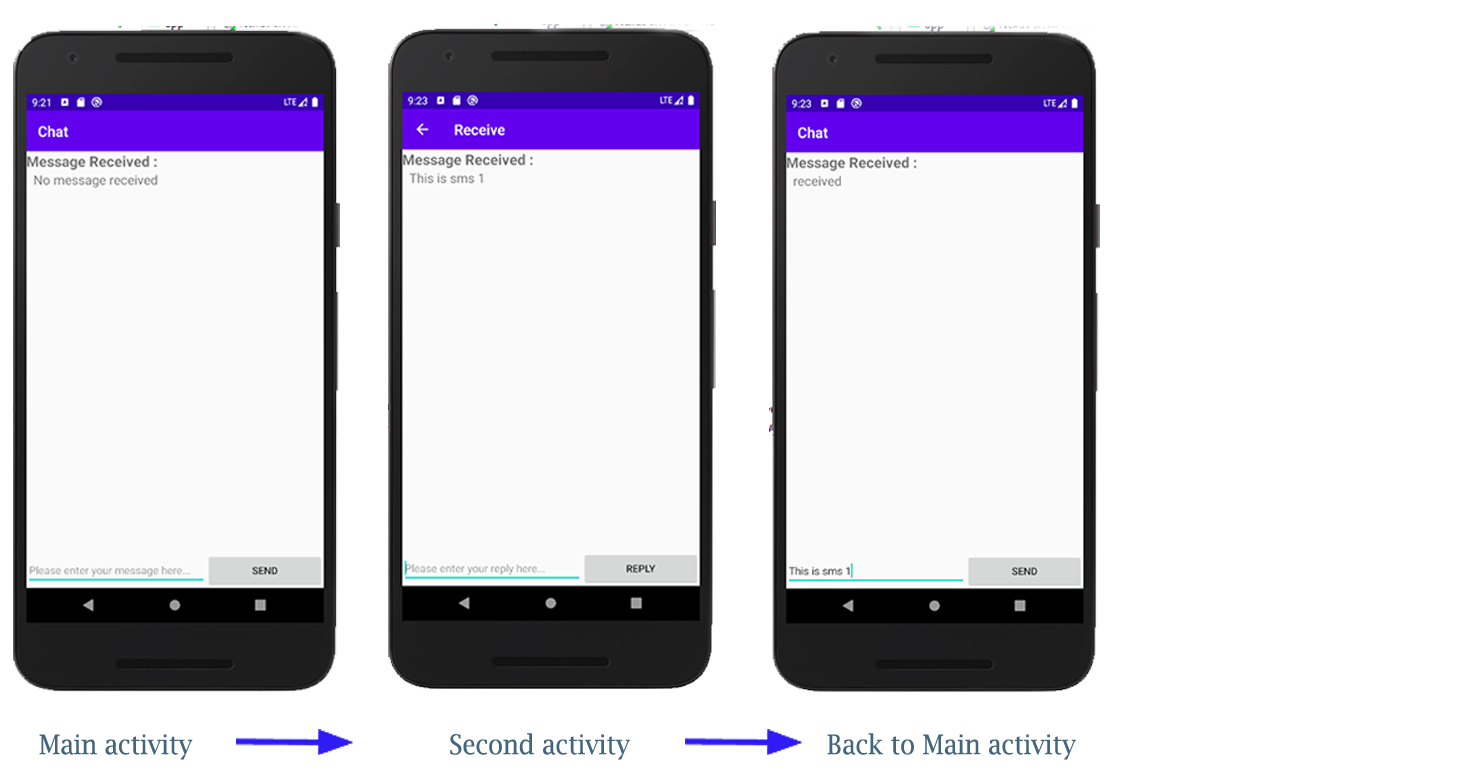 9:21 LTE
Chat
Message Received :
No message received
Please enter your message here... SEND
9:23 LTE
Receive
Message Received :
This is sms 1
Please enter your reply here... REPLY
9:23 LTE
Chat
Message Received :
received
This is sms 1 SEND
Main activity
Second activity
Back to Main activity